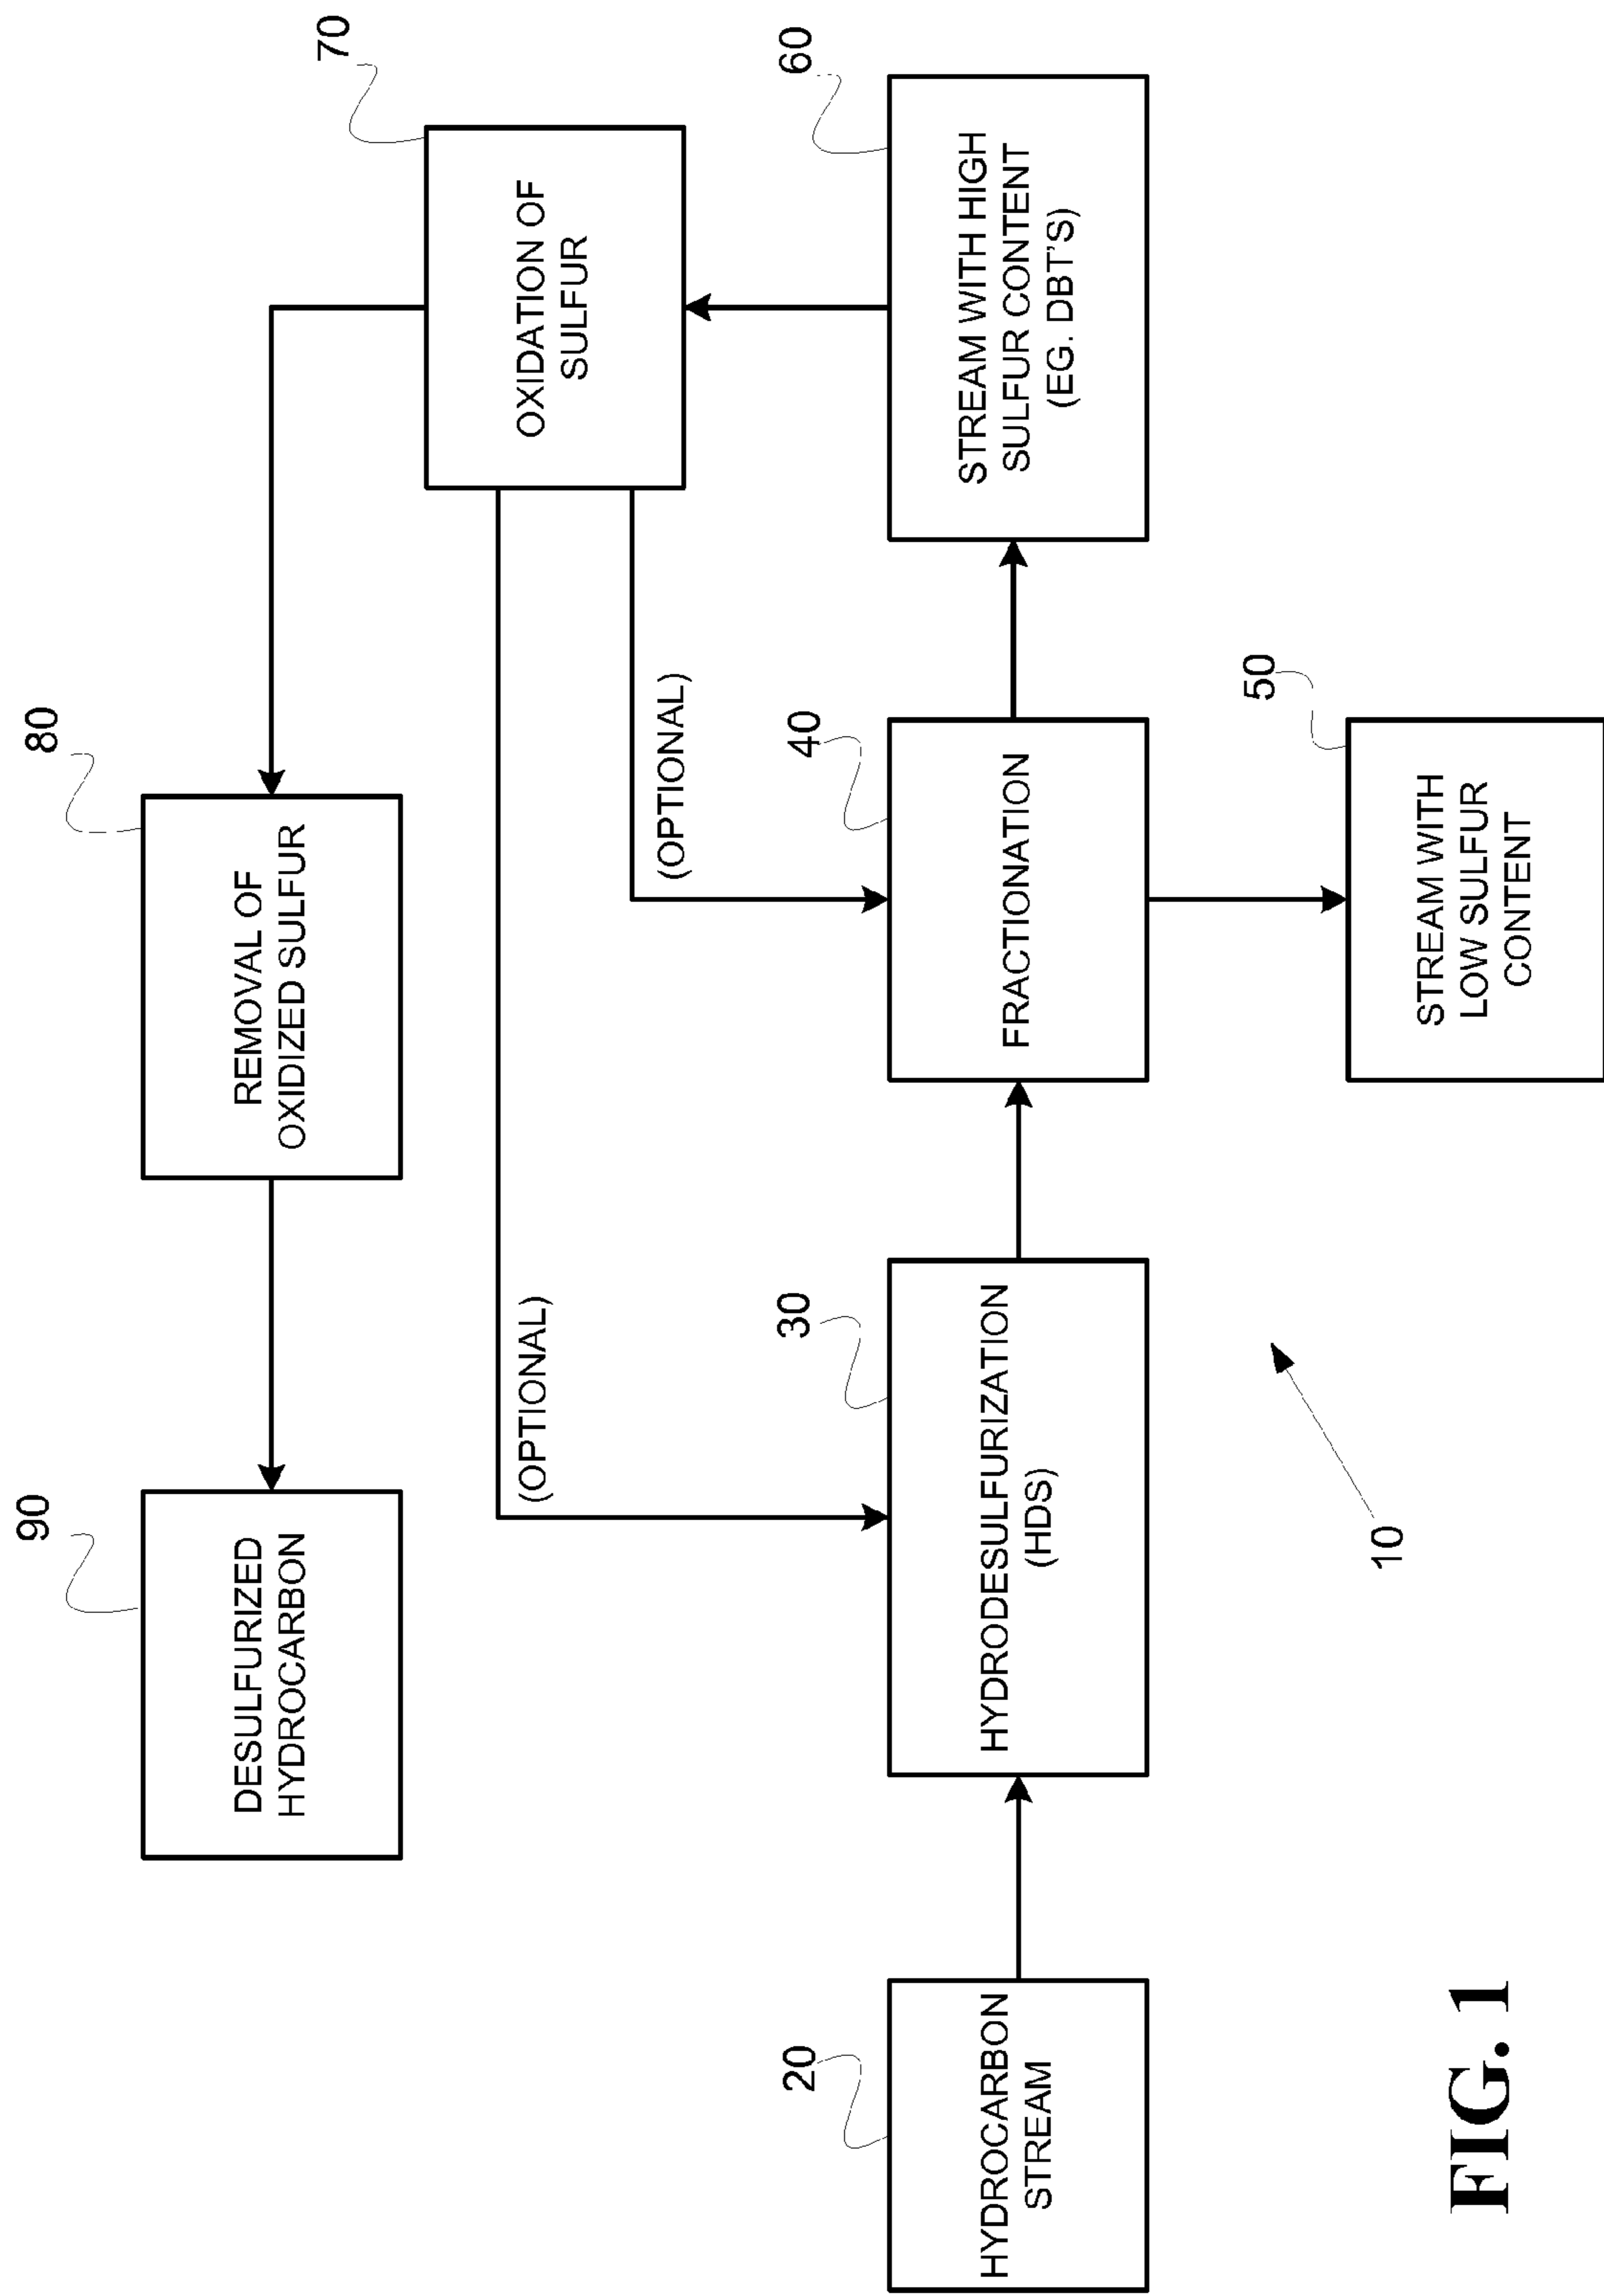 90
DESULFURIZED
HYDROCARBON
80
REMOVAL OF
OXIDIZED SULFUR
70
OXIDATION OF
SULFUR
(OPTIONAL)
(OPTIONAL)
20
HYDROCARBON
STREAM
30
HYDRODESULFURIZATION
(HDS)
40
FRACTIONATION
60
STREAM WITH HIGH
SULFUR CONTENT
(EG. DBT'S)
50
STREAM WITH
LOW SULFUR
CONTENT
10
FIG. 1